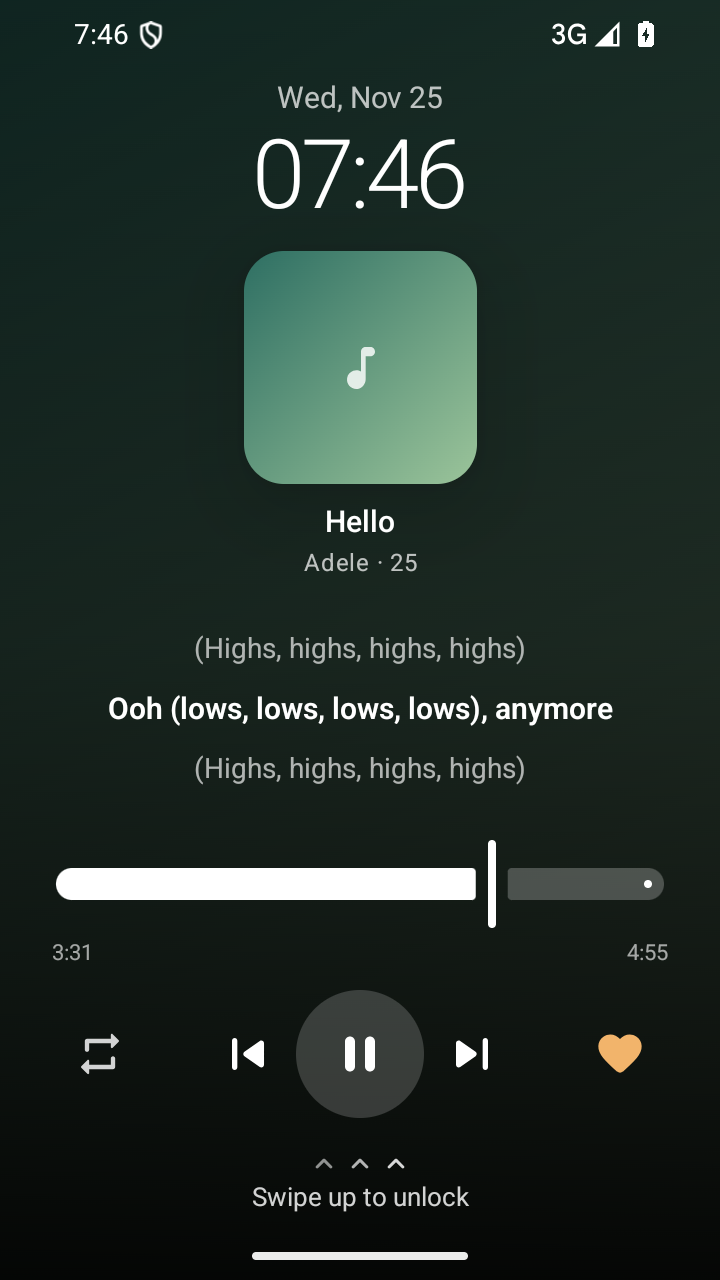 7:46
3G
Wed, Nov 25
07:46
Hello
Adele · 25
(Highs, highs, highs, highs)
Ooh (lows, lows, lows, lows), anymore
(Highs, highs, highs, highs)
3:31
4:55
Swipe up to unlock